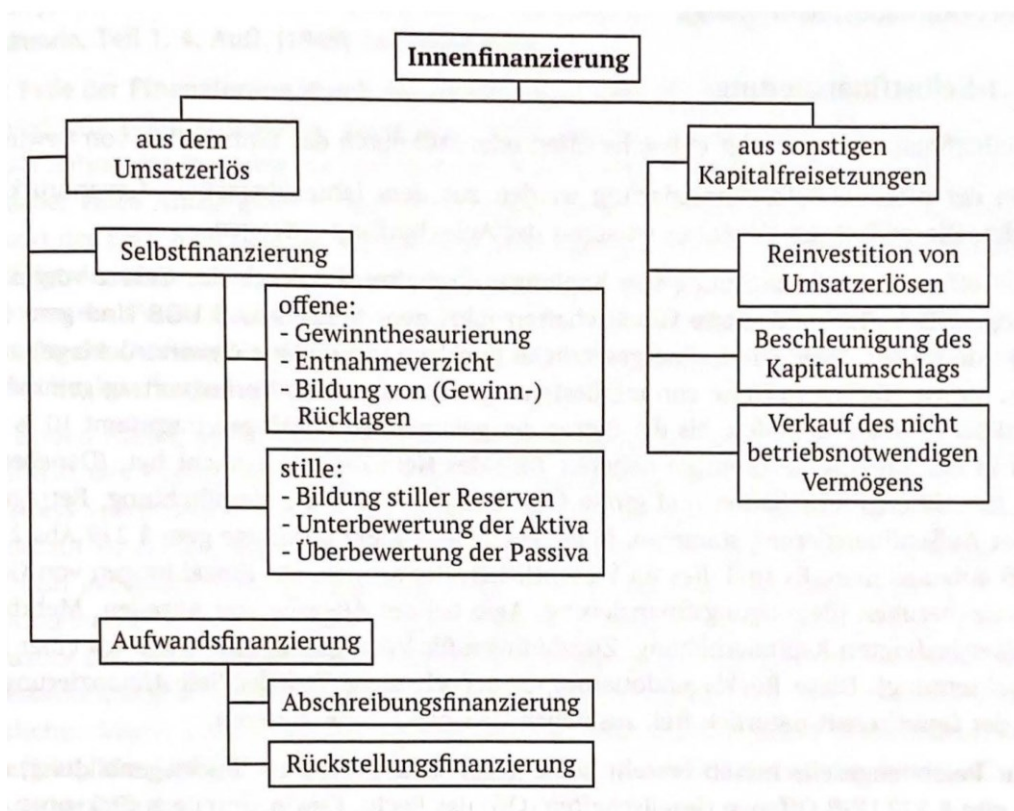 Innenfinanzierung
aus dem
Umsatzerlös
Selbstfinanzierung
offene:
- Gewinnthesaurierung
- Entnahmeverzicht
- Bildung von (Gewinn-)
Rücklagen
stille:
- Bildung stiller Reserven
- Unterbewertung der Aktiva
- Überbewertung der Passiva
Aufwandsfinanzierung
Abschreibungsfinanzierung
Rückstellungsfinanzierung
aus sonstigen
Kapitalfreisetzungen
Reinvestition von
Umsatzerlösen
Beschleunigung des
Kapitalumschlags
Verkauf des nicht
betriebsnotwendigen
Vermögens